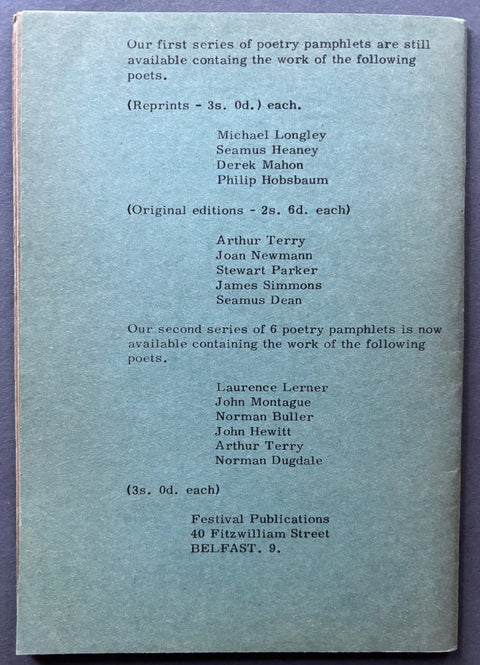 Our first series of poetry pamphlets are still
available containg the work of the following
poets.
(Reprints - 3s. 0d.) each.
Michael Longley
Seamus Heaney
Derek Mahon
Philip Hobsbaum
(Original editions - 2s. 6d. each)
Arthur Terry
Joan Newmann
Stewart Parker
James Simmons
Seamus Dean
Our second series of 6 poetry pamphlets is now
available containing the work of the following
poets.
Laurence Lerner
John Montague
Norman Buller
John Hewitt
Arthur Terry
Norman Dugdale
(3s. 0d. each)
Festival Publications
40 Fitzwilliam Street
BELFAST. 9.